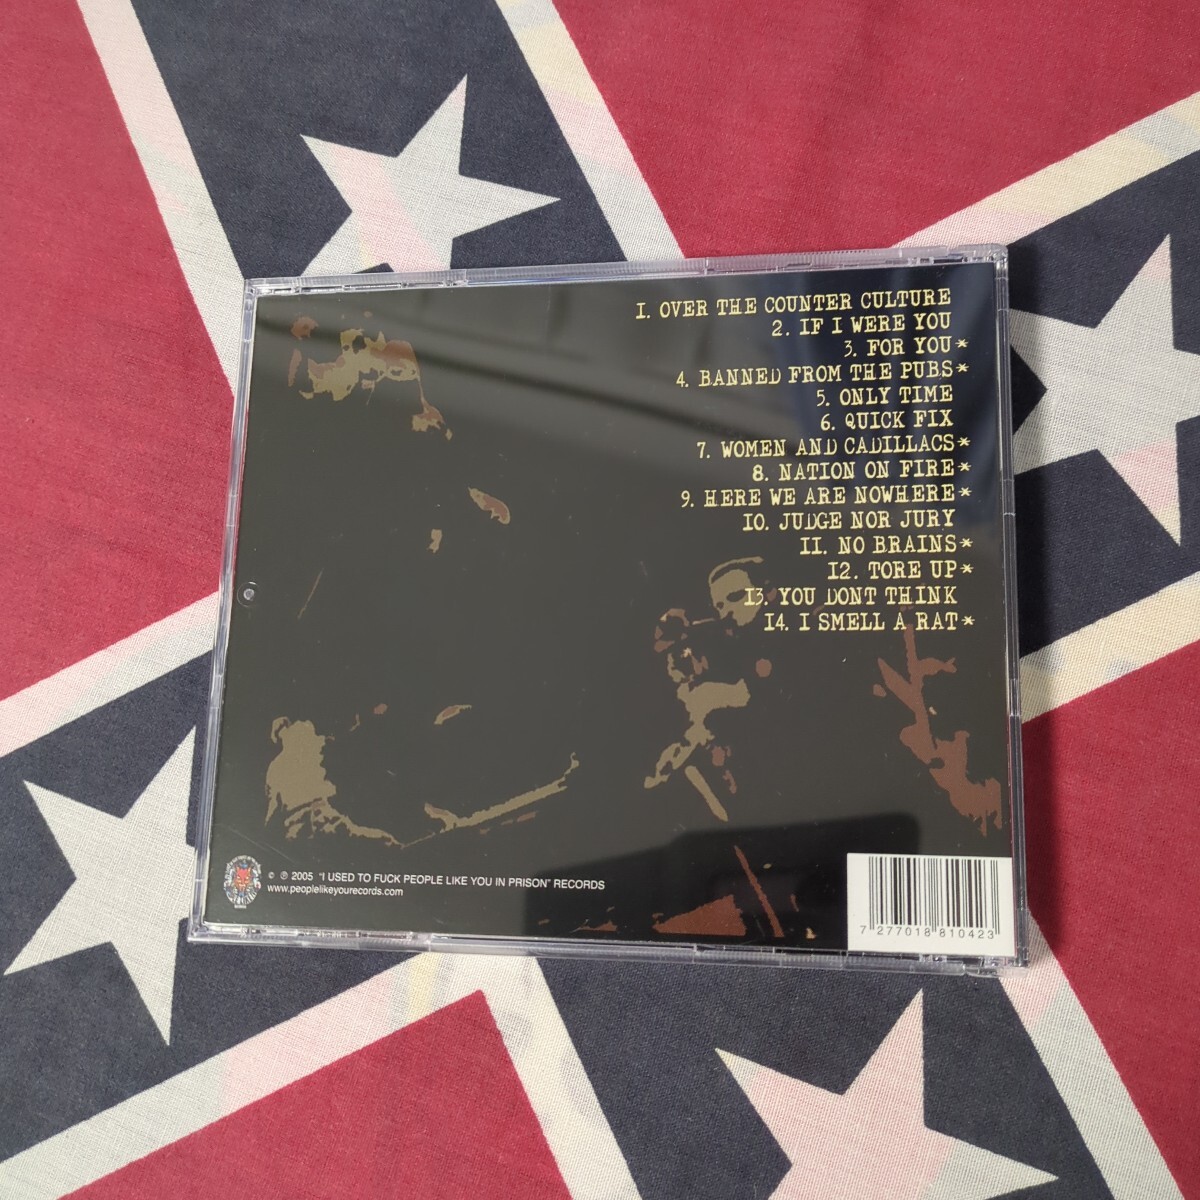 1. OVER THE COUNTER CULTURE
2. IF I WERE YOU
3. FOR YOU*
4. BANNED FROM THE PUBS*
5. ONLY TIME
6. QUICK FIX
7. WOMEN AND CADILLACS*
8. NATION ON FIRE*
9. HERE WE ARE NOWHERE*
10. JUDGE NOR JURY
11. NO BRAINS*
12. TORE UP*
13. YOU DONT THINK
14. I SMELL A RAT*
© ℗ 2005 "I USED TO FUCK PEOPLE LIKE YOU IN PRISON" RECORDS
www.peoplelikeyourecords.com
7 277018 810423